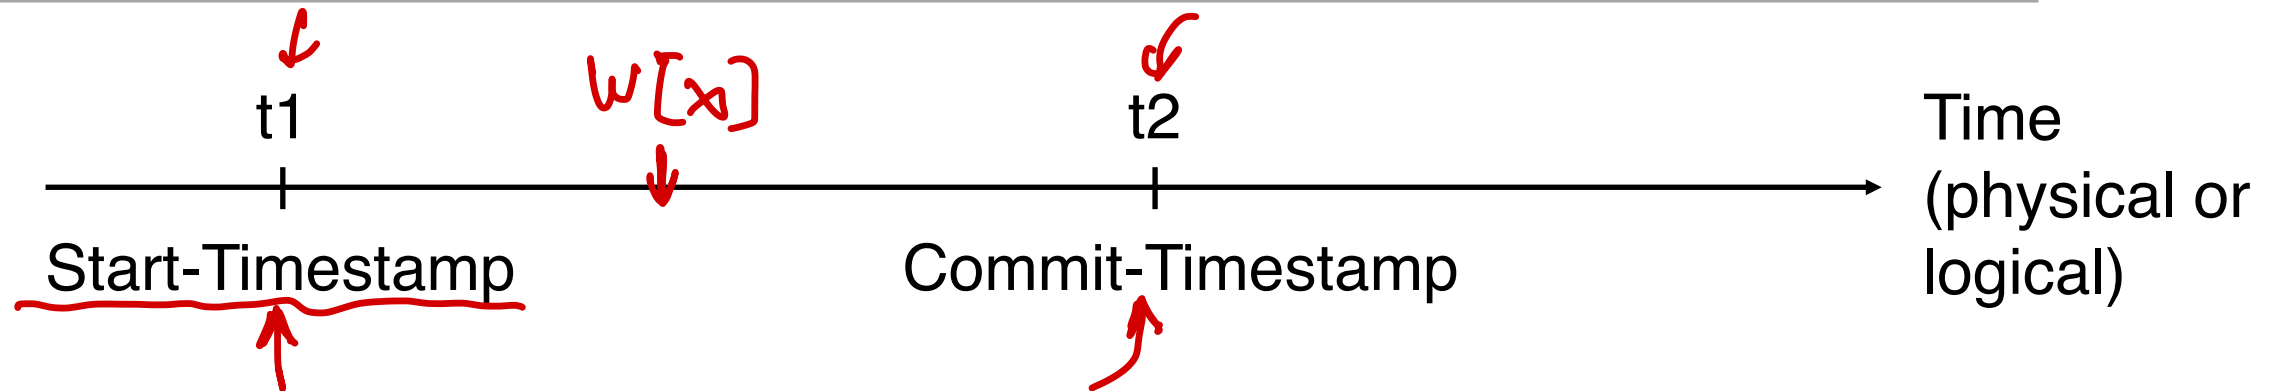 W[x]
t1
t2
Time
(physical or
logical)
Start-Timestamp
Commit-Timestamp